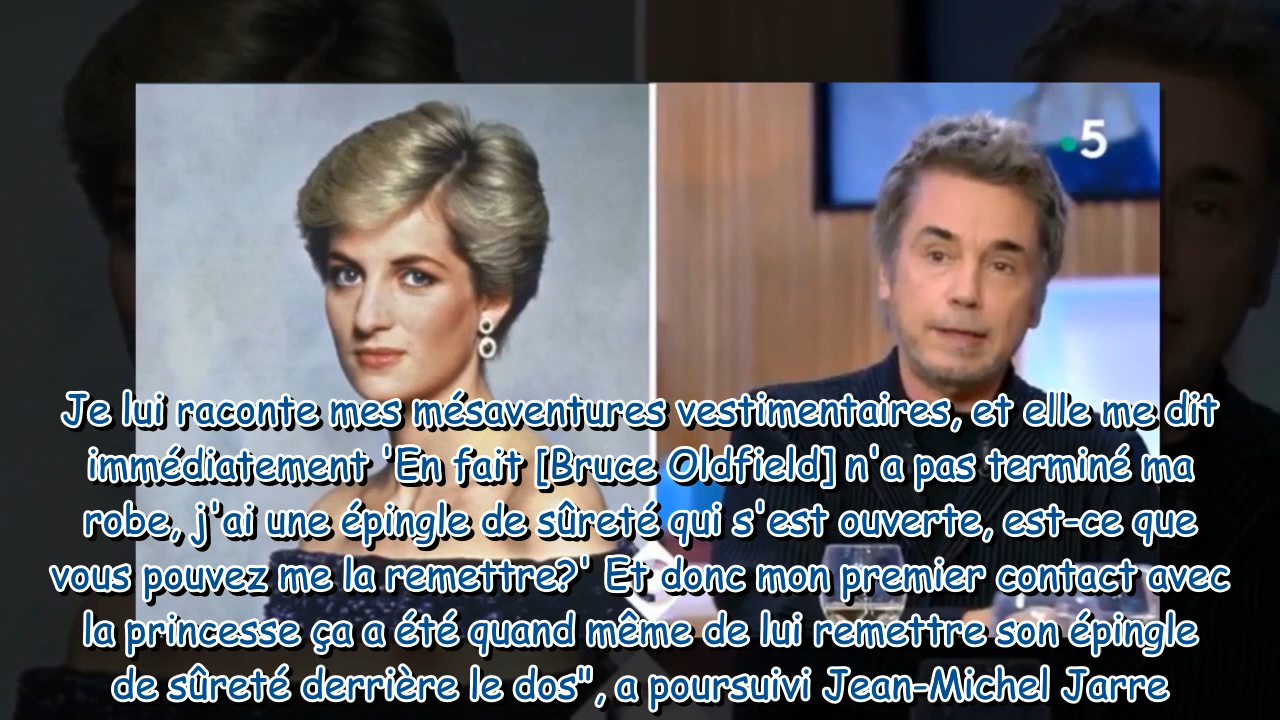 5
Je lui raconte mes mésaventures vestimentaires, et elle me dit
immédiatement 'En fait [Bruce Oldfield] n'a pas terminé ma
robe, j'ai une épingle de sûreté qui s'est ouverte, est-ce que
vous pouvez me la remettre?' Et donc mon premier contact avec
la princesse ça a été quand même de lui remettre son épingle
de sûreté derrière le dos", a poursuivi Jean-Michel Jarre